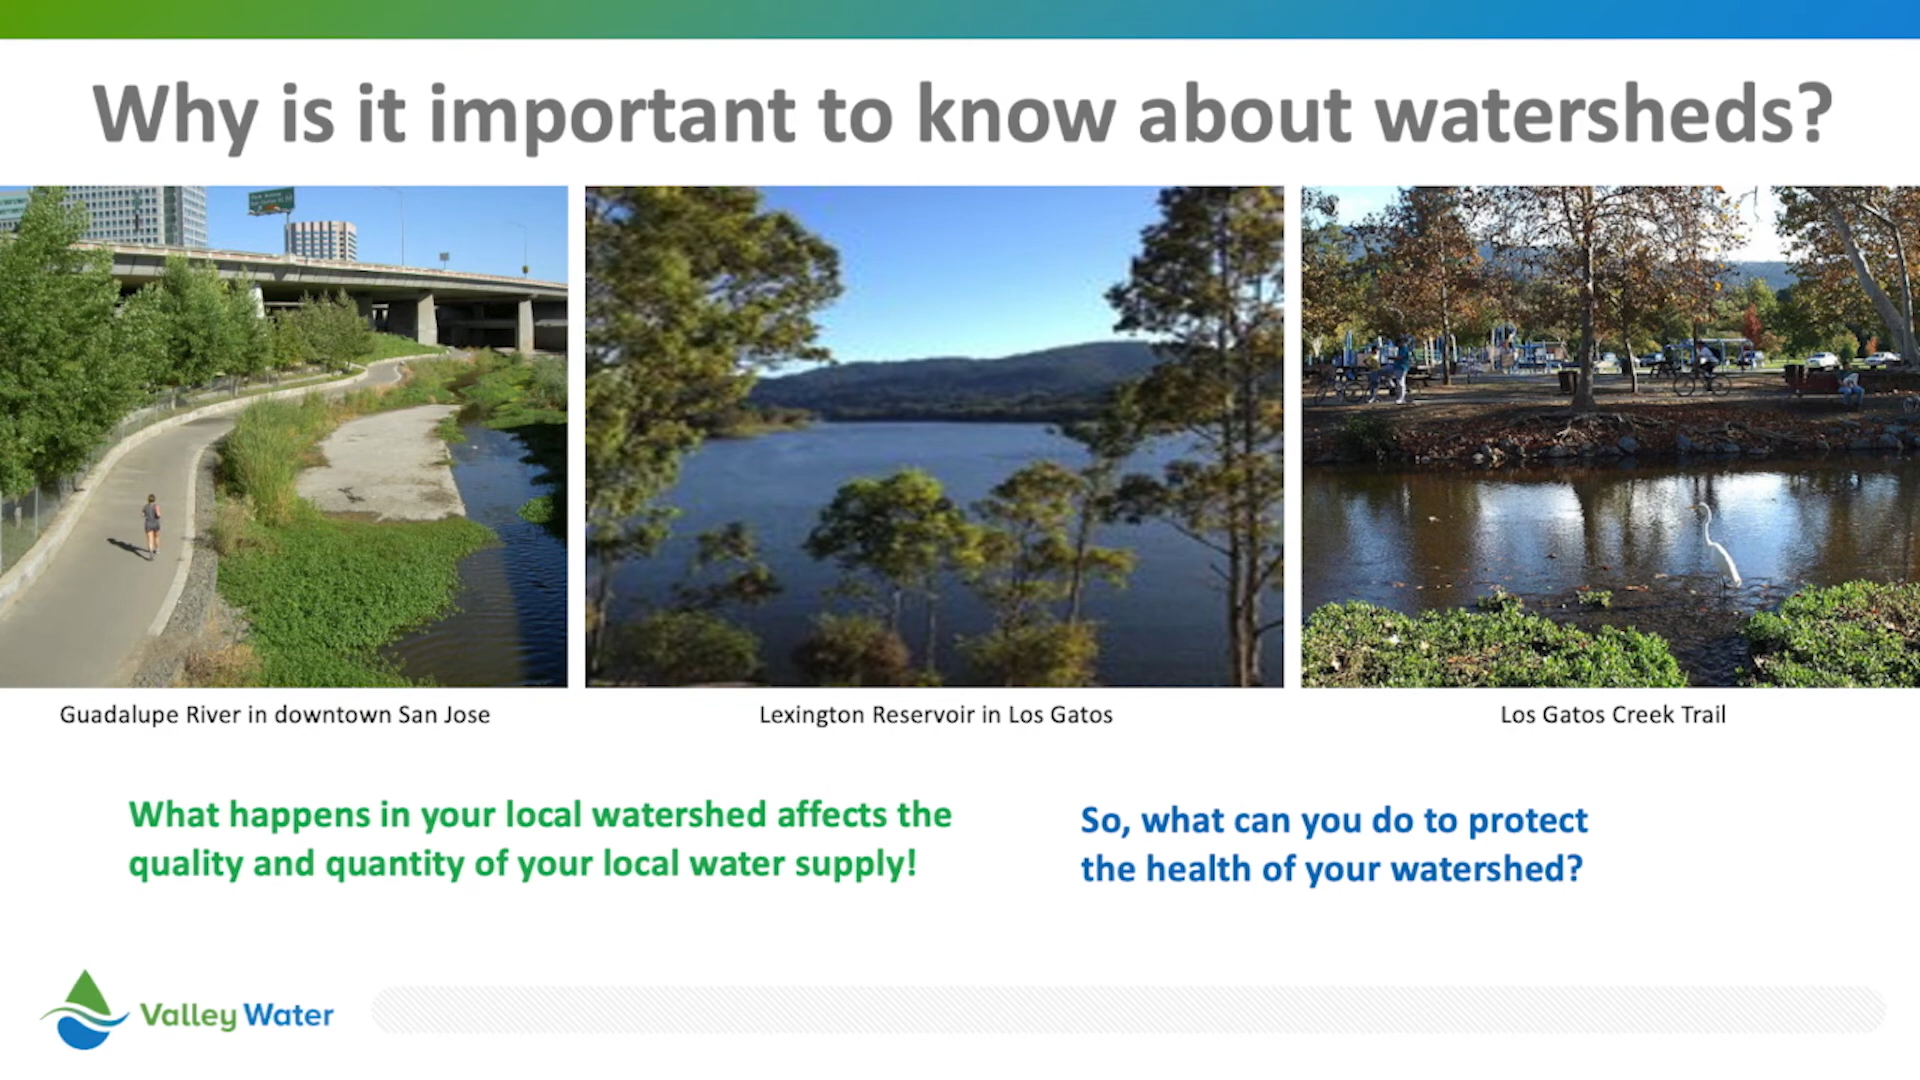 Why is it important to know about watersheds?
Guadalupe River in downtown San Jose
Lexington Reservoir in Los Gatos
Los Gatos Creek Trail
What happens in your local watershed affects the
quality and quantity of your local water supply!
So, what can you do to protect
the health of your watershed?
Valley Water